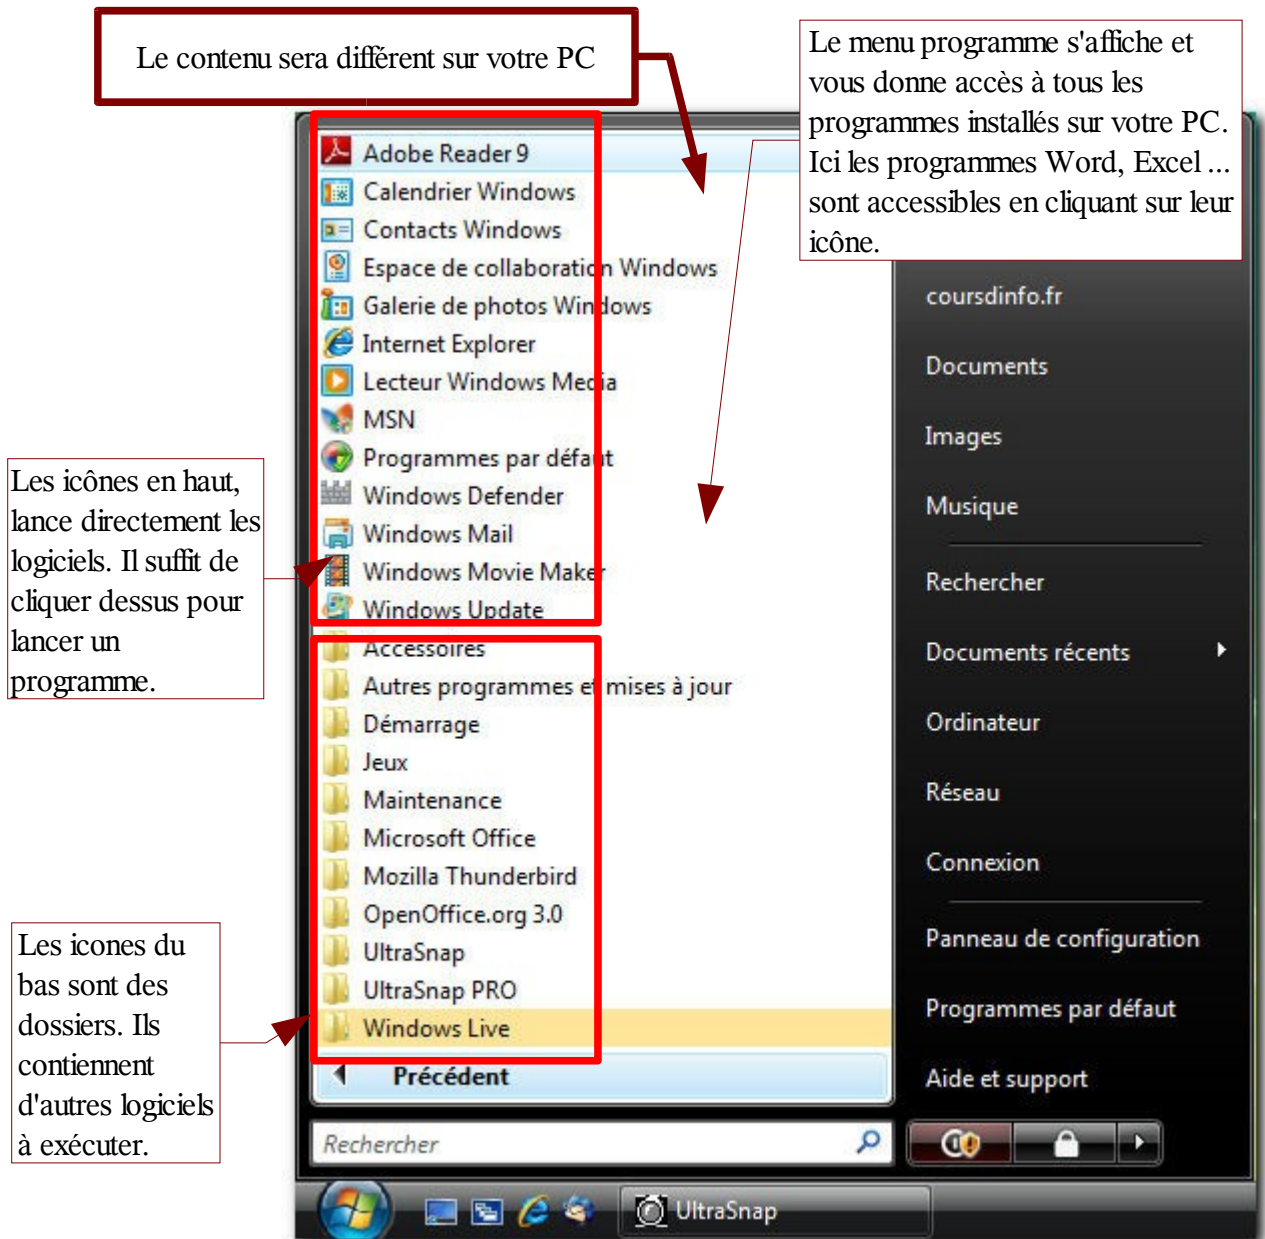 Le contenu sera différent sur votre PC
Le menu programme s'affiche et
vous donne accès à tous les
programmes installés sur votre PC.
Ici les programmes Word, Excel ...
sont accessibles en cliquant sur leur
icône.
Adobe Reader 9
Calendrier Windows
Contacts Windows
Espace de collaboration Windows
Galerie de photos Windows
Internet Explorer
Lecteur Windows Media
MSN
Programmes par défaut
Windows Defender
Windows Mail
Windows Movie Maker
Windows Update
Accessoires
Autres programmes et mises à jour
Démarrage
Jeux
Maintenance
Microsoft Office
Mozilla Thunderbird
OpenOffice.org 3.0
UltraSnap
UltraSnap PRO
Windows Live
Précédent
Rechercher
Les icônes en haut,
lance directement les
logiciels. Il suffit de
cliquer dessus pour
lancer un
programme.
Les icones du
bas sont des
dossiers. Ils
contiennent
d'autres logiciels
à exécuter.
coursdinfo.fr
Documents
Images
Musique
Rechercher
Documents récents
Ordinateur
Réseau
Connexion
Panneau de configuration
Programmes par défaut
Aide et support
UltraSnap